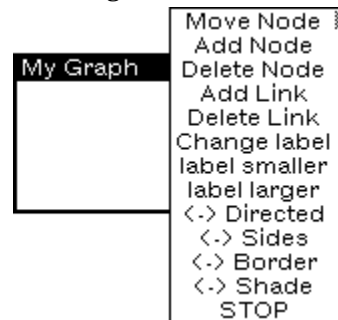 My Graph
Move Node
Add Node
Delete Node
Add Link
Delete Link
Change label
label smaller
label larger
<-> Directed
<-> Sides
<-> Border
<-> Shade
STOP